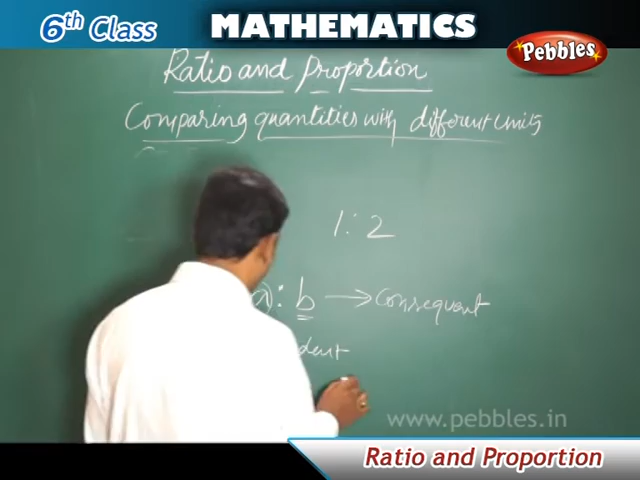 6th Class MATHEMATICS Pebbles
Ratio and Proportion
Comparing quantities with different units
1:2
a): b → Consequent
www.pebbles.in
Ratio and Proportion